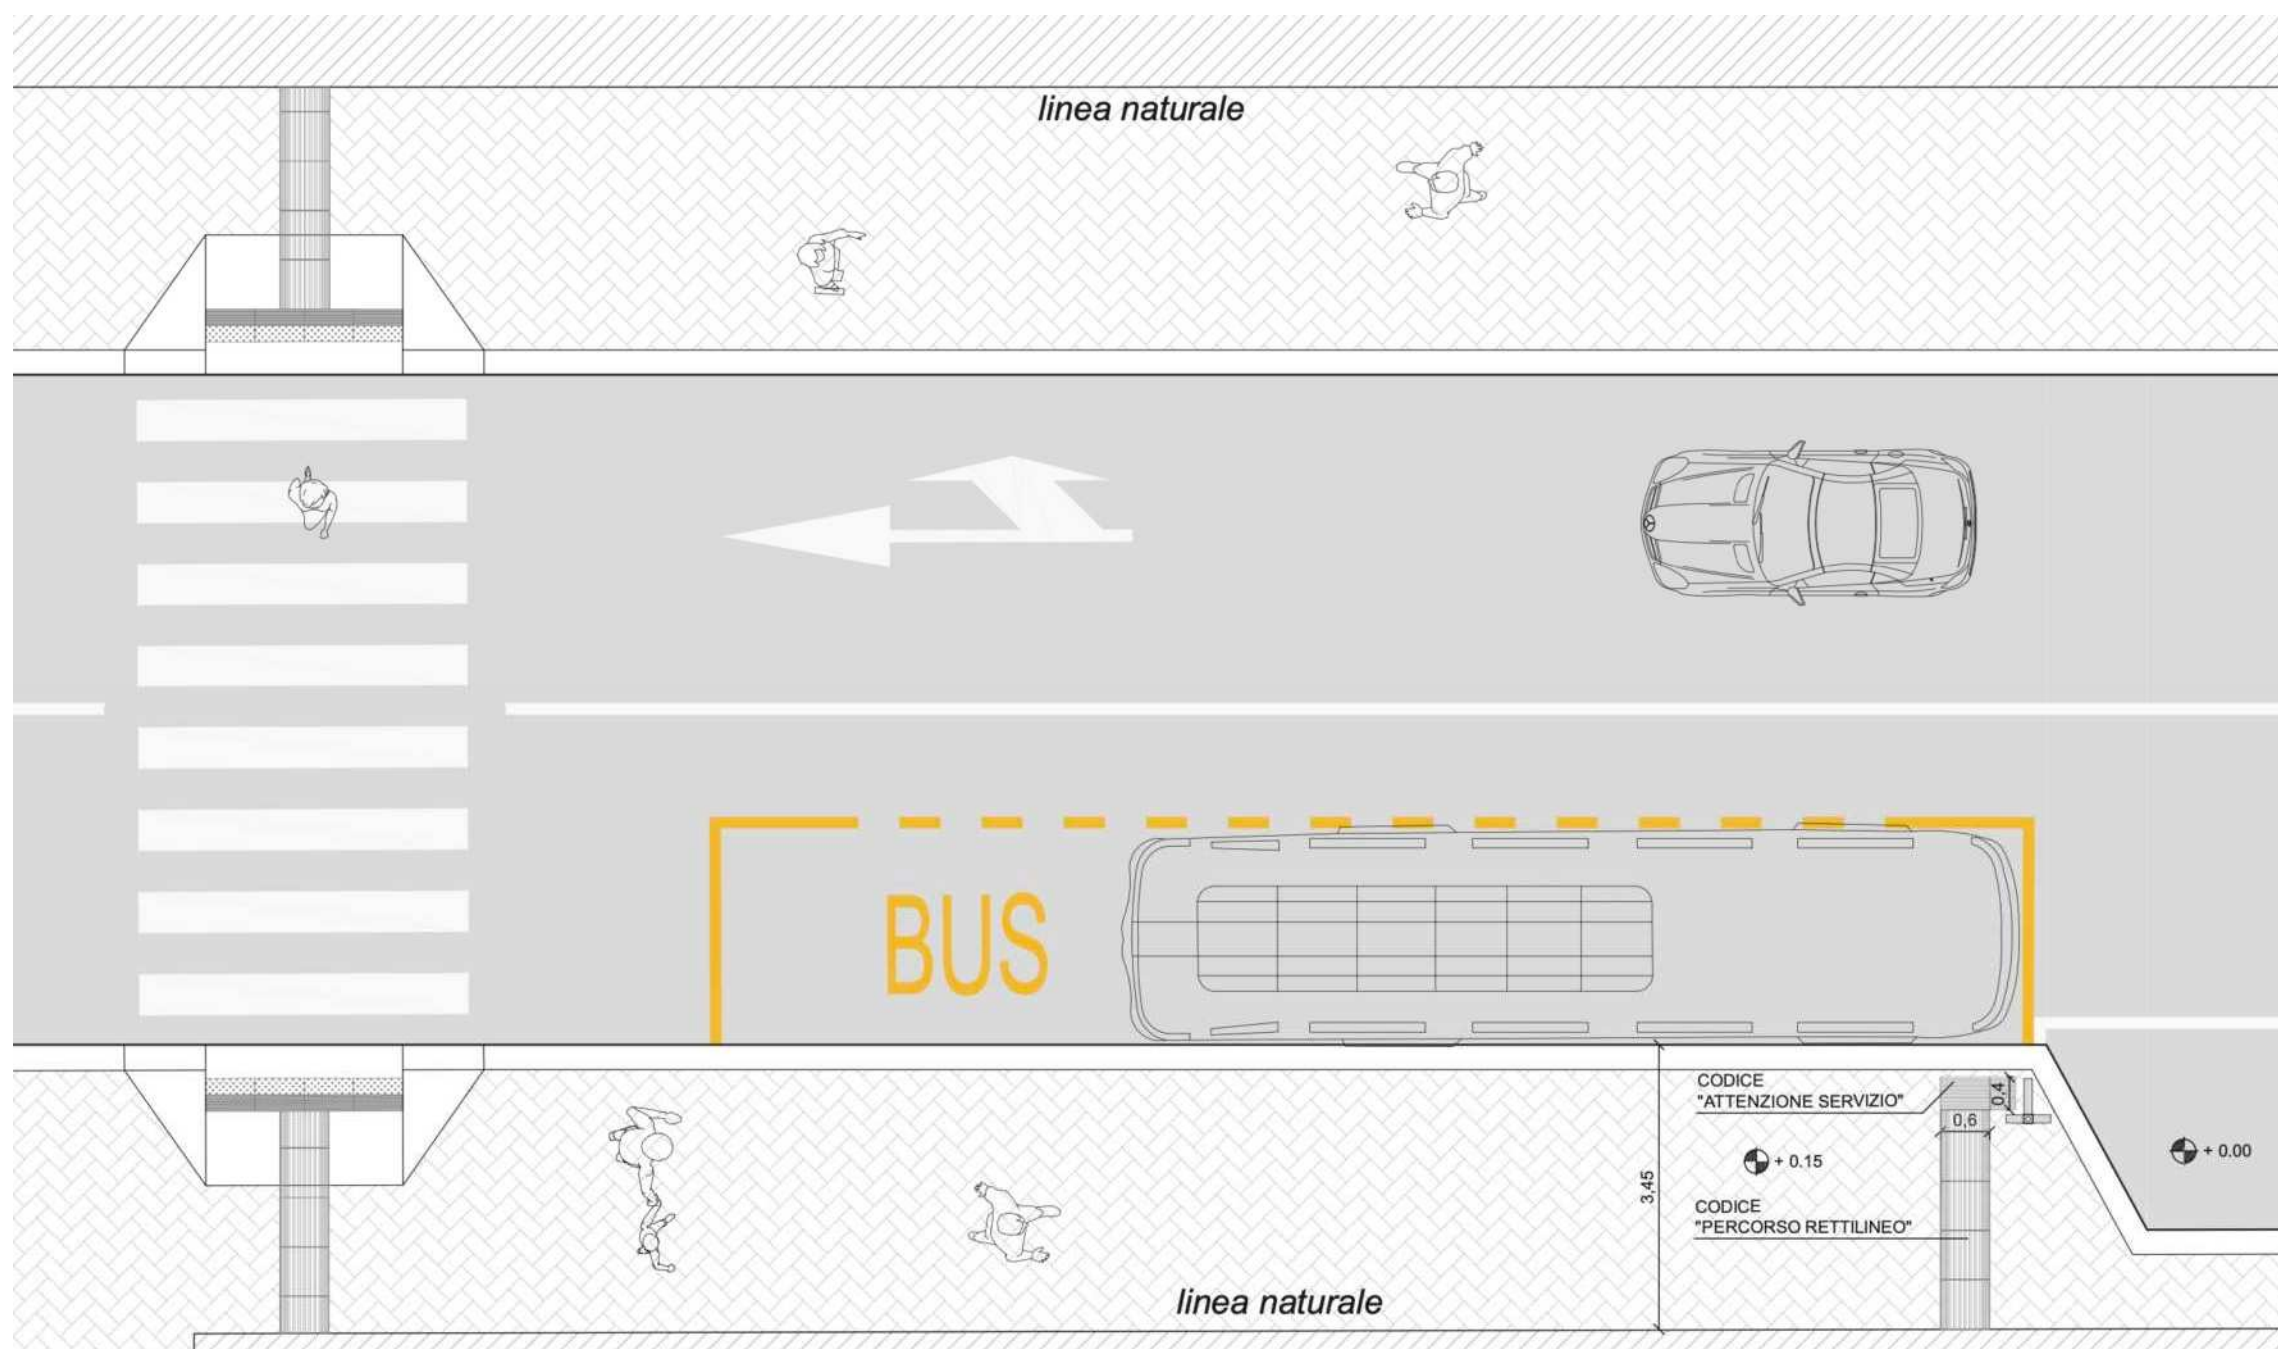 linea naturale
BUS
CODICE
"ATTENZIONE SERVIZIO"
0,4
0,6
+ 0.15
+ 0.00
3,45
CODICE
"PERCORSO RETTILINEO"
linea naturale